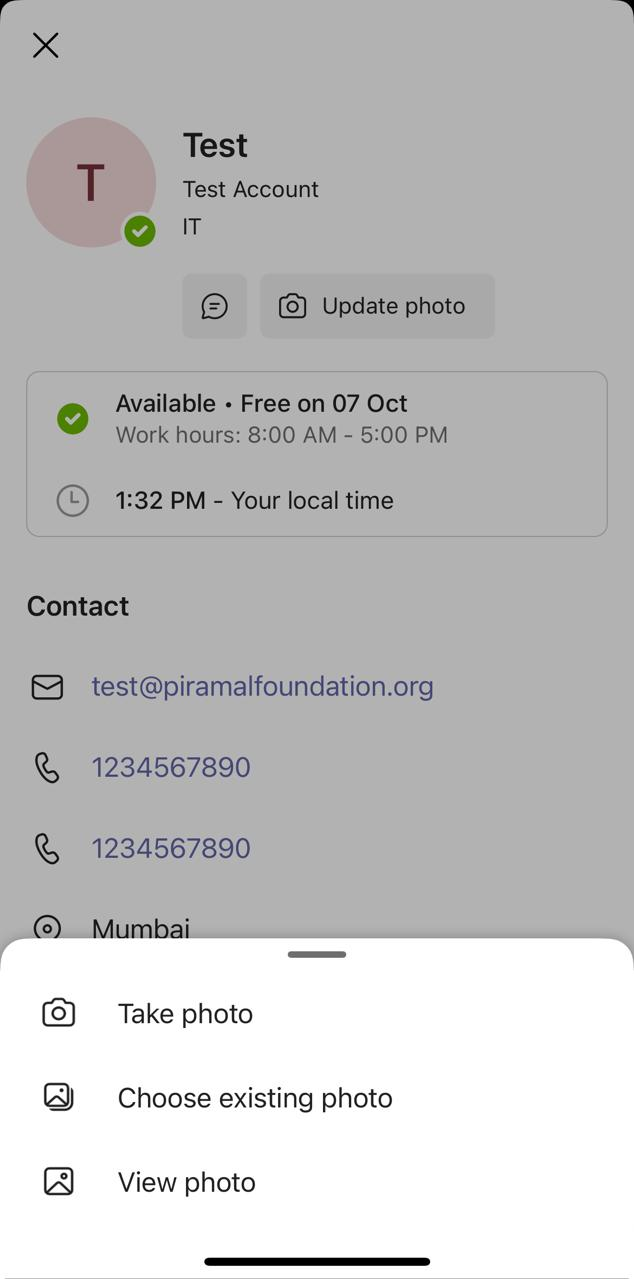 T
Test
Test Account
IT
Update photo
Available • Free on 07 Oct
Work hours: 8:00 AM - 5:00 PM
1:32 PM - Your local time
Contact
test@piramalfoundation.org
1234567890
1234567890
Mumbai
Take photo
Choose existing photo
View photo